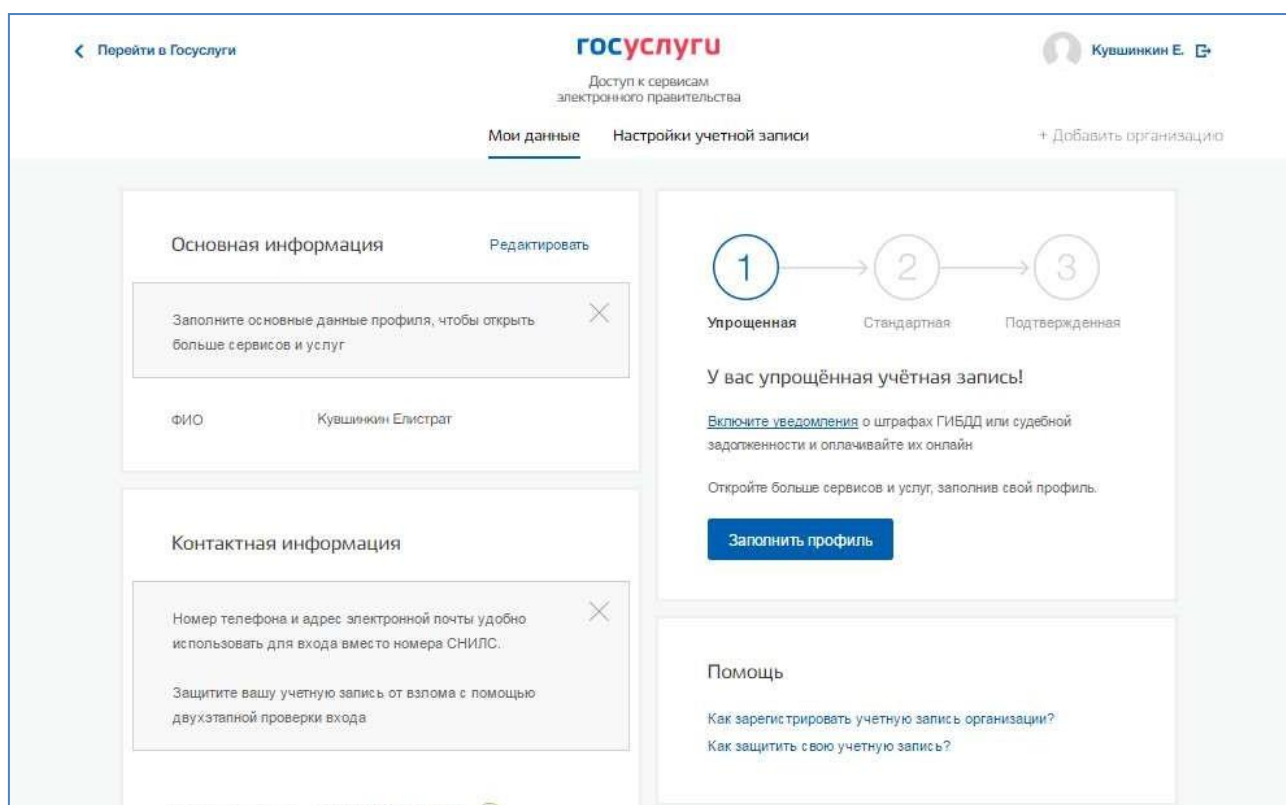 Перейти в Госуслуги
госуслуги
Кувшинкин Е.
Доступ к сервисам
электронного правительства
Мои данные
Настройки учетной записи
+ Добавить организацию
Основная информация
Редактировать
Заполните основные данные профиля, чтобы открыть
больше сервисов и услуг
ФИО
Кувшинкин Елистрат
Контактная информация
Номер телефона и адрес электронной почты удобно
использовать для входа вместо номера СНИЛС.
Защитите вашу учетную запись от взлома с помощью
двухэтапной проверки входа
1
2
3
Упрощенная
Стандартная
Подтвержденная
У вас упрощённая учётная запись!
Включите уведомления о штрафах ГИБДД или судебной
задолженности и оплачивайте их онлайн
Откройте больше сервисов и услуг, заполнив свой профиль.
Заполнить профиль
Помощь
Как зарегистрировать учетную запись организации?
Как защитить свою учетную запись?